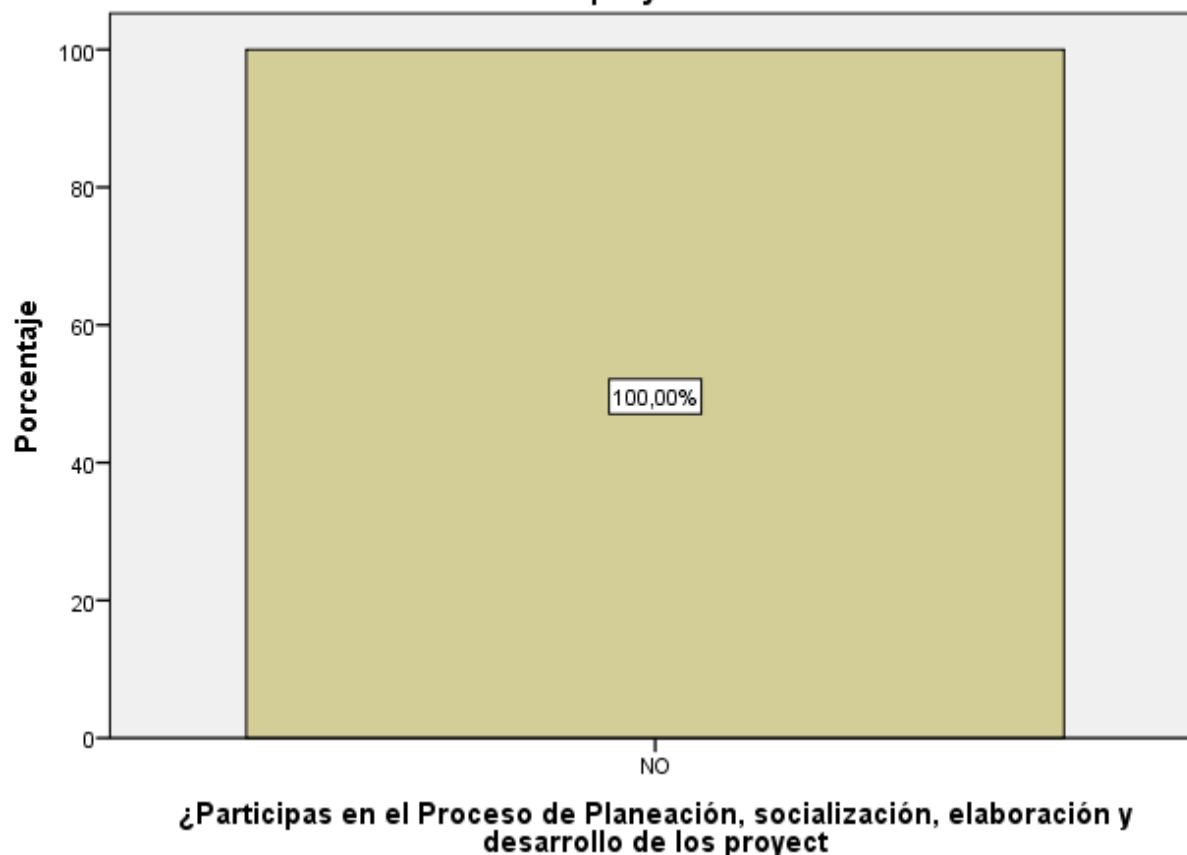 100
80
60
40
20
0
Porcentaje
100,00%
NO
¿Participas en el Proceso de Planeación, socialización, elaboración y
desarrollo de los proyect